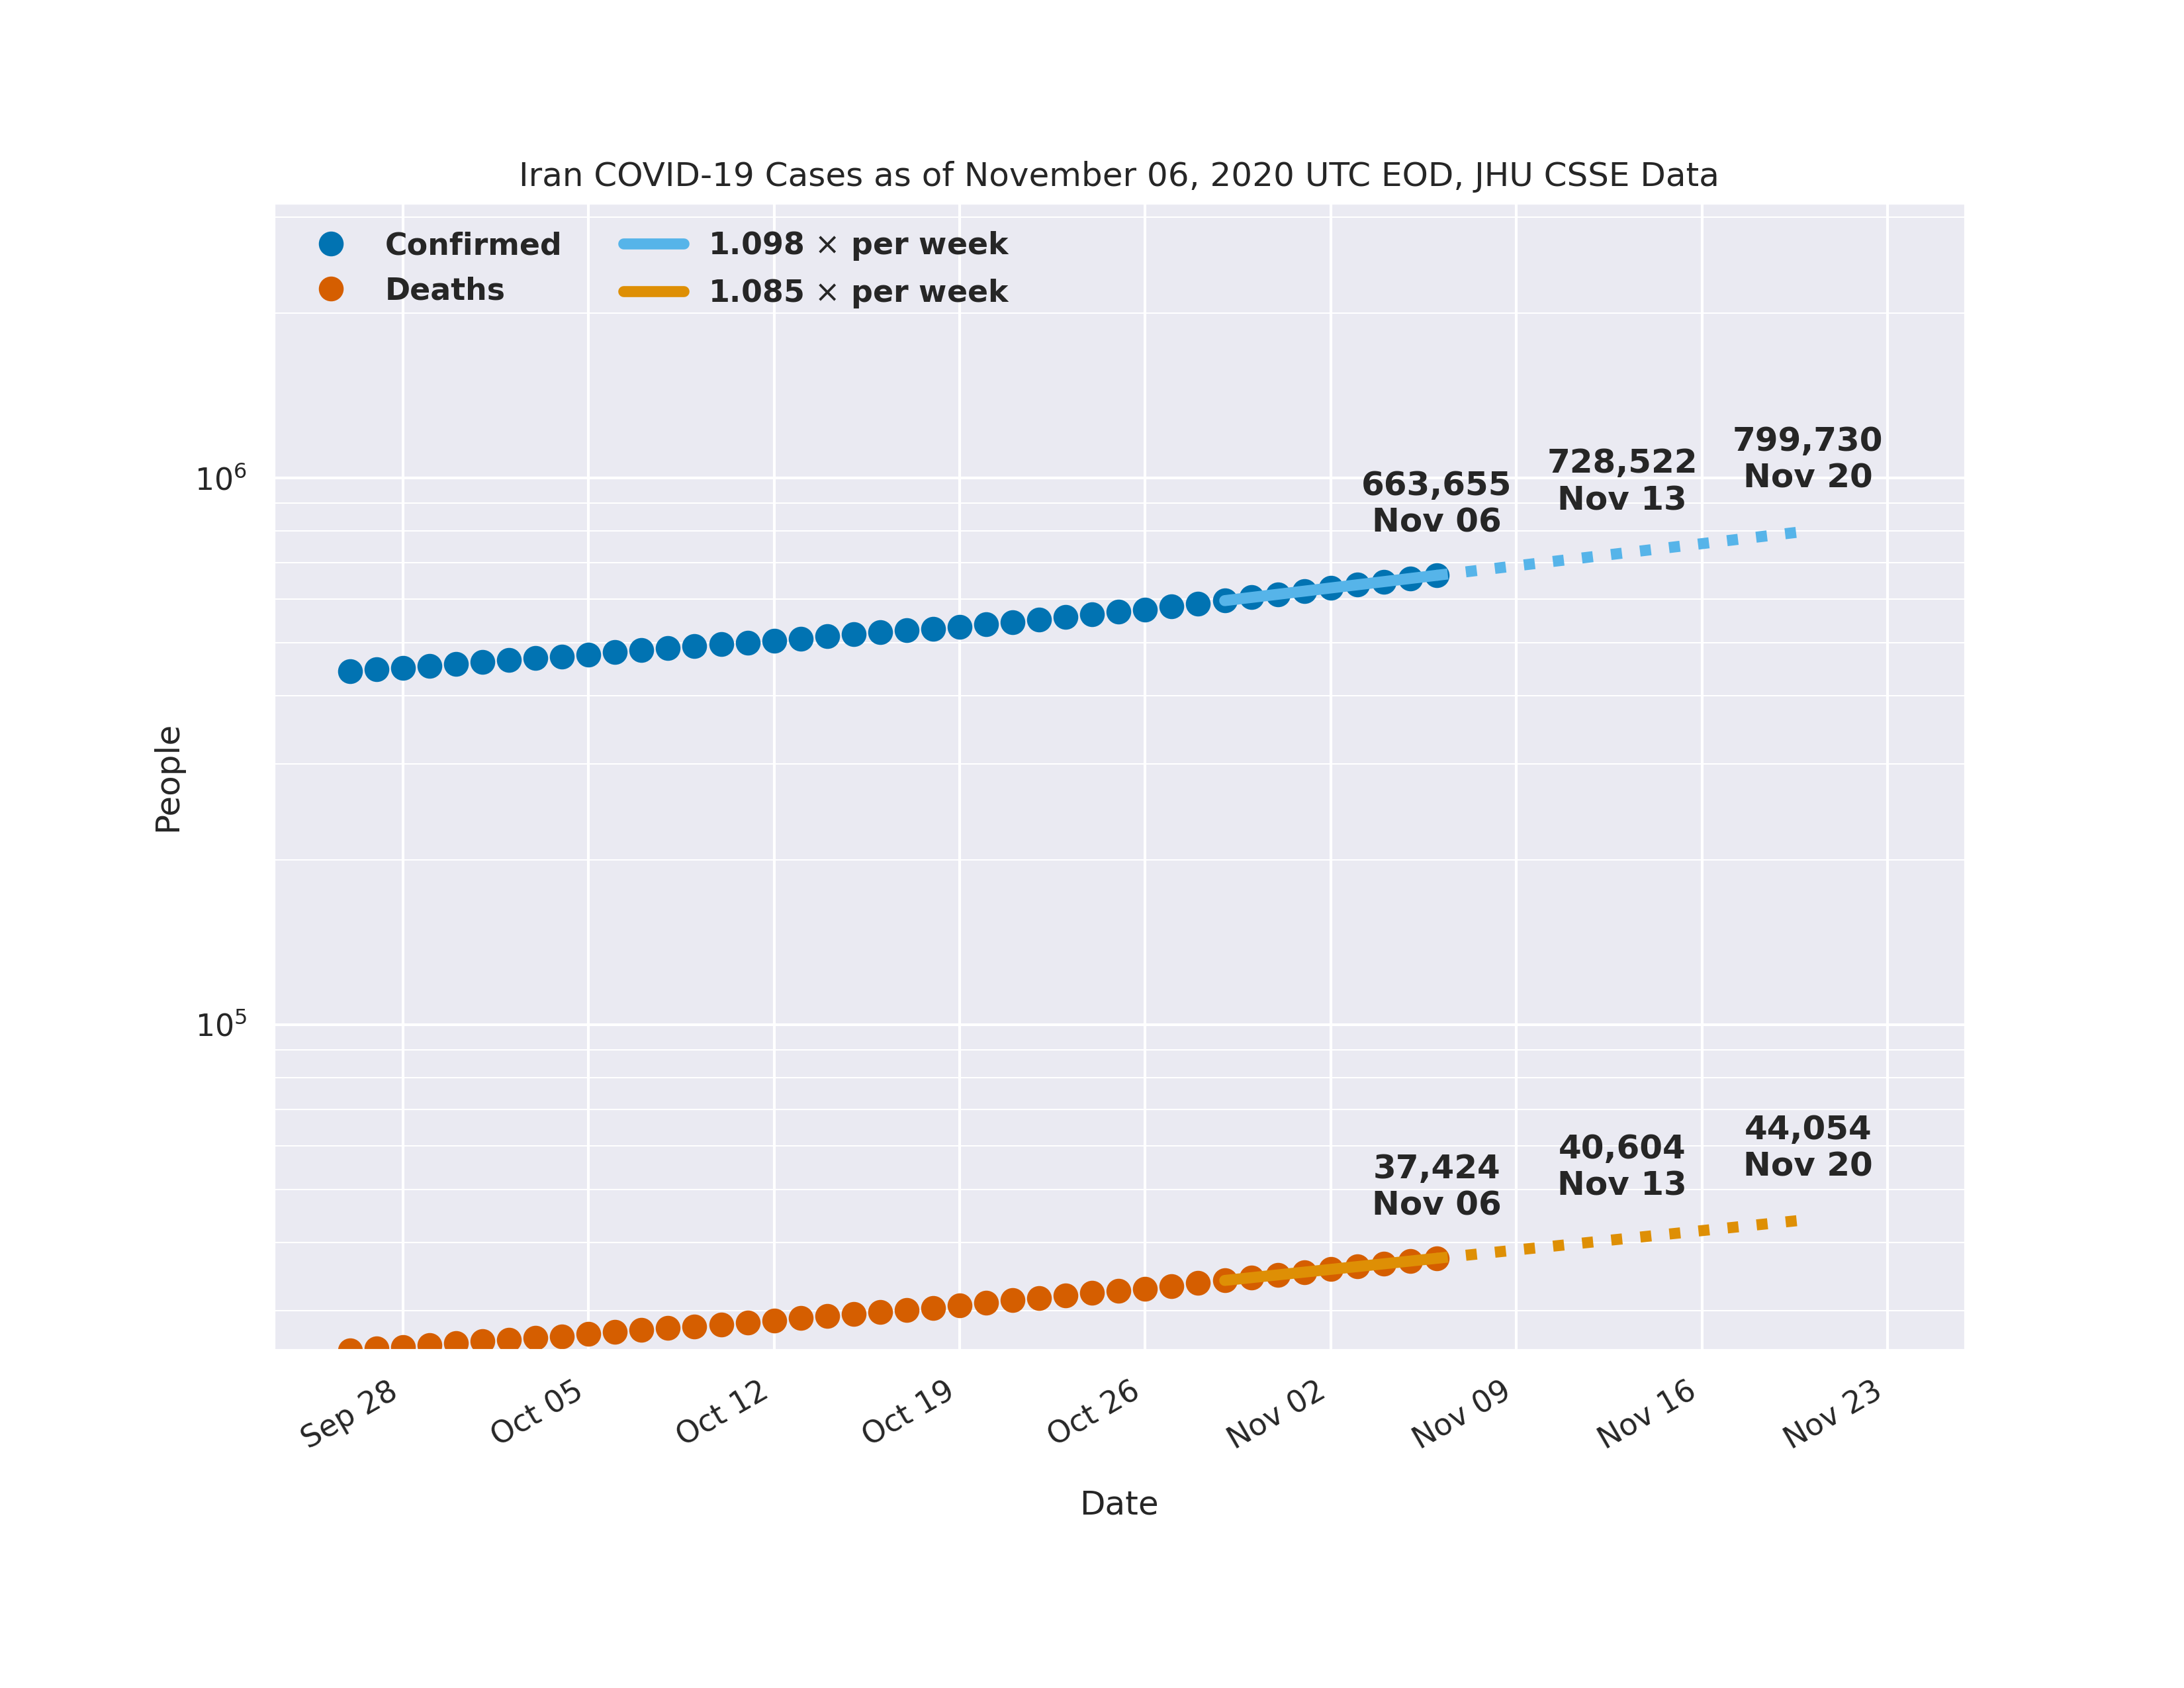 Iran COVID-19 Cases as of November 06, 2020 UTC EOD, JHU CSSE Data
Confirmed
Deaths
1.098 × per week
1.085 × per week
799,730
Nov 20
728,522
Nov 13
663,655
Nov 06
10⁶
People
10⁵
44,054
Nov 20
40,604
Nov 13
37,424
Nov 06
Sep 28
Oct 05
Oct 12
Oct 19
Oct 26
Nov 02
Nov 09
Nov 16
Nov 23
Date